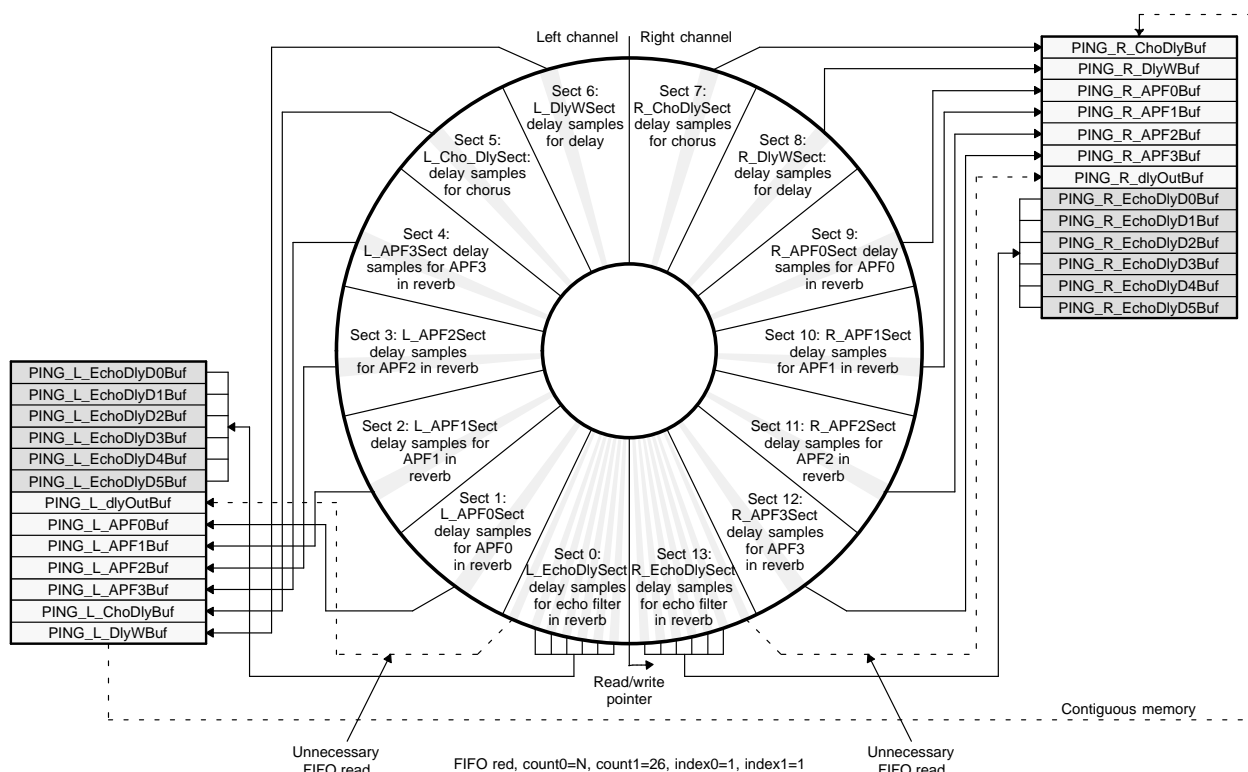 Left channel
Right channel
Sect 6:
L_DlyWSect
delay samples
for delay
Sect 7:
R_ChoDlySect
delay samples
for chorus
Sect 5:
L_Cho_DlySect:
delay samples
for chorus
Sect 8:
R_DlyWSect:
delay samples
for delay
Sect 4:
L_APF3Sect delay
samples for APF3
in reverb
Sect 9:
R_APF0Sect delay
samples for APF0
in reverb
Sect 3: L_APF2Sect
delay samples
for APF2 in reverb
Sect 10: R_APF1Sect
delay samples
for APF1 in reverb
Sect 2: L_APF1Sect
delay samples for
APF1 in
reverb
Sect 11: R_APF2Sect
delay samples for
APF2 in
reverb
Sect 1:
L_APF0Sect
delay samples
for APF0
in reverb
Sect 12:
R_APF3Sect
delay samples
for APF3
in reverb
Sect 0:
L_EchoDlySect
delay samples
for echo filter
in reverb
Sect 13:
R_EchoDlySect
delay samples
for echo filter
in reverb
PING_R_ChoDlyBuf
PING_R_DlyWBuf
PING_R_APF0Buf
PING_R_APF1Buf
PING_R_APF2Buf
PING_R_APF3Buf
PING_R_dlyOutBuf
PING_R_EchoDlyD0Buf
PING_R_EchoDlyD1Buf
PING_R_EchoDlyD2Buf
PING_R_EchoDlyD3Buf
PING_R_EchoDlyD4Buf
PING_R_EchoDlyD5Buf
PING_L_EchoDlyD0Buf
PING_L_EchoDlyD1Buf
PING_L_EchoDlyD2Buf
PING_L_EchoDlyD3Buf
PING_L_EchoDlyD4Buf
PING_L_EchoDlyD5Buf
PING_L_dlyOutBuf
PING_L_APF0Buf
PING_L_APF1Buf
PING_L_APF2Buf
PING_L_APF3Buf
PING_L_ChoDlyBuf
PING_L_DlyWBuf
Read/write
pointer
Contiguous memory
Unnecessary
FIFO read
FIFO red, count0=N, count1=26, index0=1, index1=1
Unnecessary
FIFO read